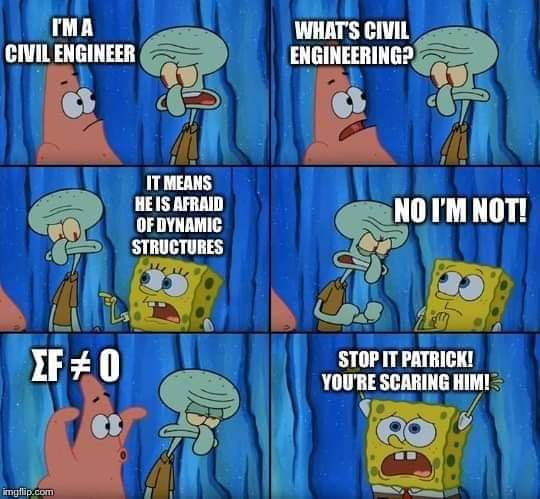 I'M A
CIVIL ENGINEER
WHAT'S CIVIL
ENGINEERING?
IT MEANS
HE IS AFRAID
OF DYNAMIC
STRUCTURES
NO I'M NOT!
ΣF ≠ 0
STOP IT PATRICK!
YOU'RE SCARING HIM!
imgflip.com